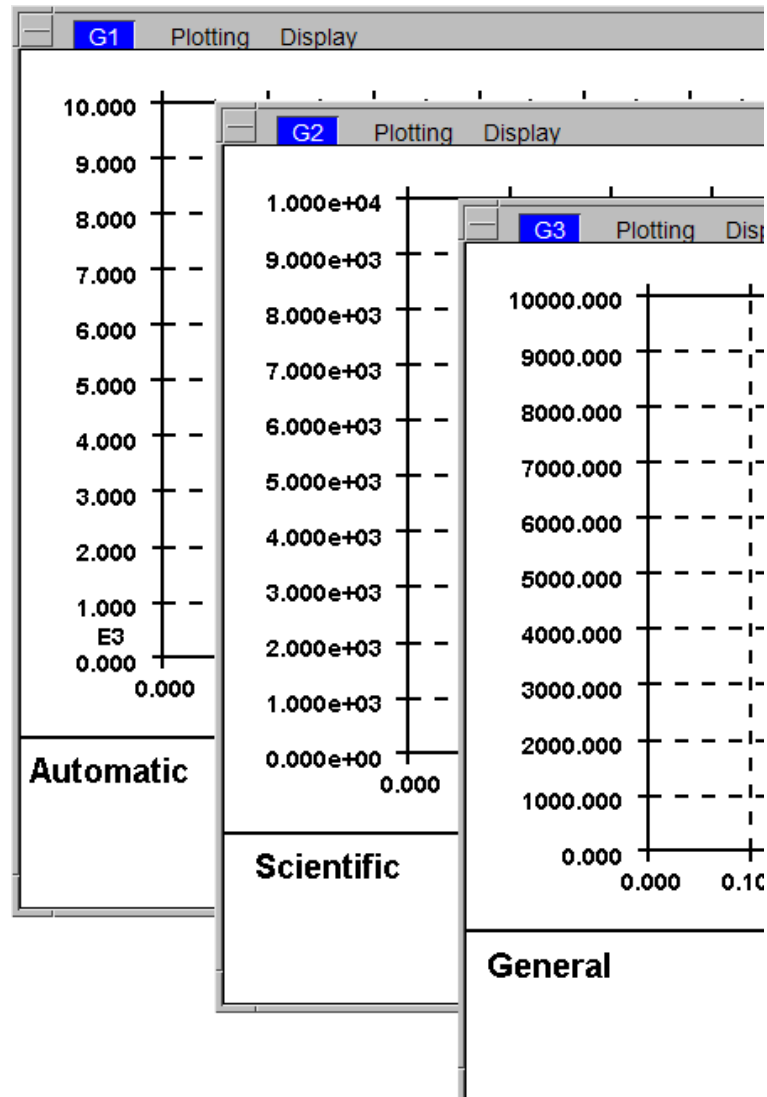 G1 Plotting Display
10.000
9.000
8.000
7.000
6.000
5.000
4.000
3.000
2.000
1.000
E3
0.000
0.000
Automatic
G2 Plotting Display
1.000e+04
9.000e+03
8.000e+03
7.000e+03
6.000e+03
5.000e+03
4.000e+03
3.000e+03
2.000e+03
1.000e+03
0.000e+00
0.000
Scientific
G3 Plotting Disp
10000.000
9000.000
8000.000
7000.000
6000.000
5000.000
4000.000
3000.000
2000.000
1000.000
0.000
0.000 0.10
General